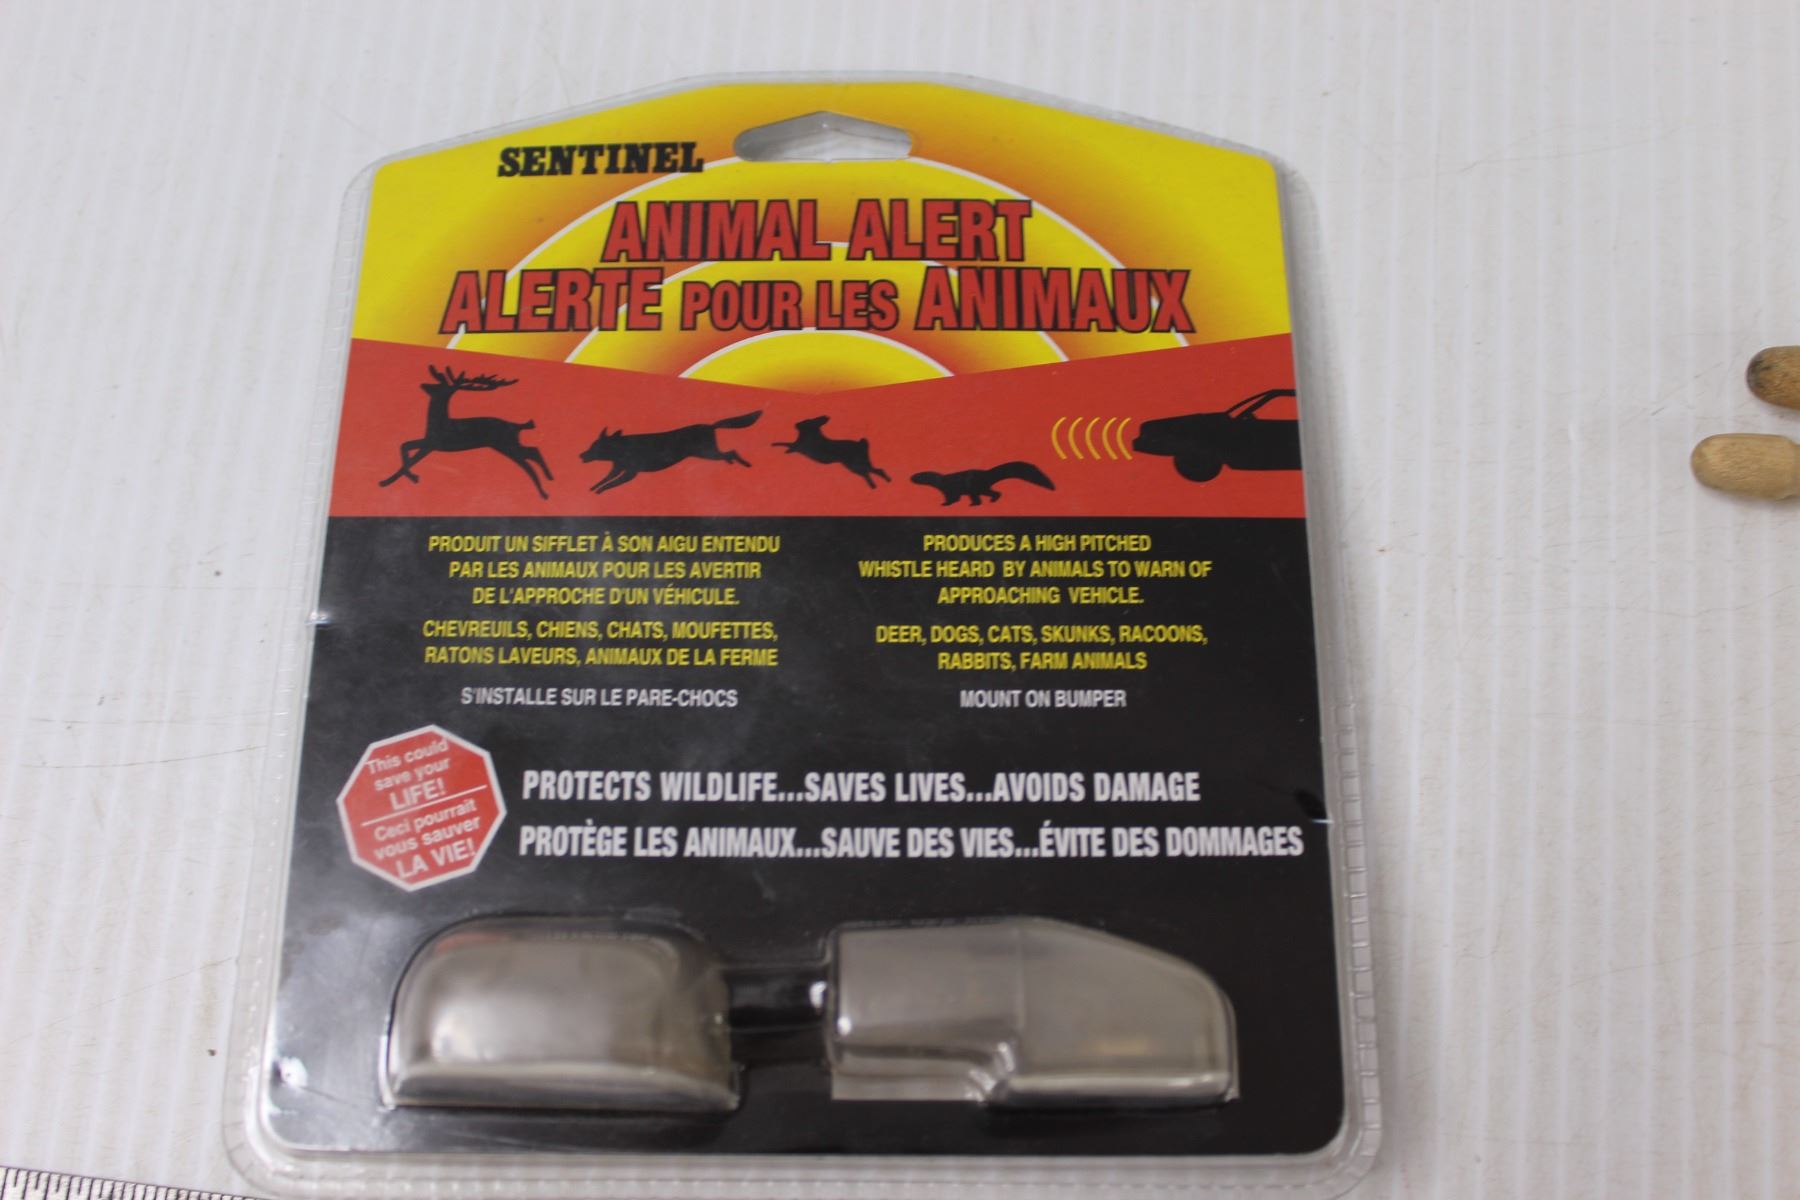 SENTINEL
ANIMAL ALERT
ALERTE POUR LES ANIMAUX
PRODUIT UN SIFFLET À SON AIGU ENTENDU
PAR LES ANIMAUX POUR LES AVERTIR
DE L'APPROCHE D'UN VÉHICULE.
CHEVREUILS, CHIENS, CHATS, MOUFETTES,
RATONS LAVEURS, ANIMAUX DE LA FERME
S'INSTALLE SUR LE PARE-CHOCS
PRODUCES A HIGH PITCHED
WHISTLE HEARD BY ANIMALS TO WARN OF
APPROACHING VEHICLE.
DEER, DOGS, CATS, SKUNKS, RACOONS,
RABBITS, FARM ANIMALS
MOUNT ON BUMPER
This could
save your
LIFE!
Ceci pourrait
vous sauver
LA VIE!
PROTECTS WILDLIFE...SAVES LIVES...AVOIDS DAMAGE
PROTÈGE LES ANIMAUX...SAUVE DES VIES...ÉVITE DES DOMMAGES